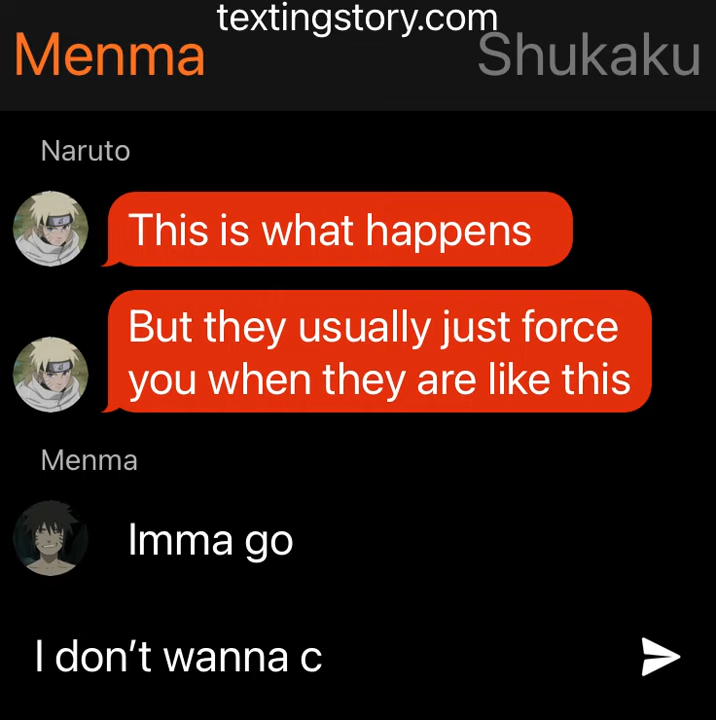 textingstory.com
Menma Shukaku
Naruto
This is what happens
But they usually just force
you when they are like this
Menma
Imma go
I don’t wanna c